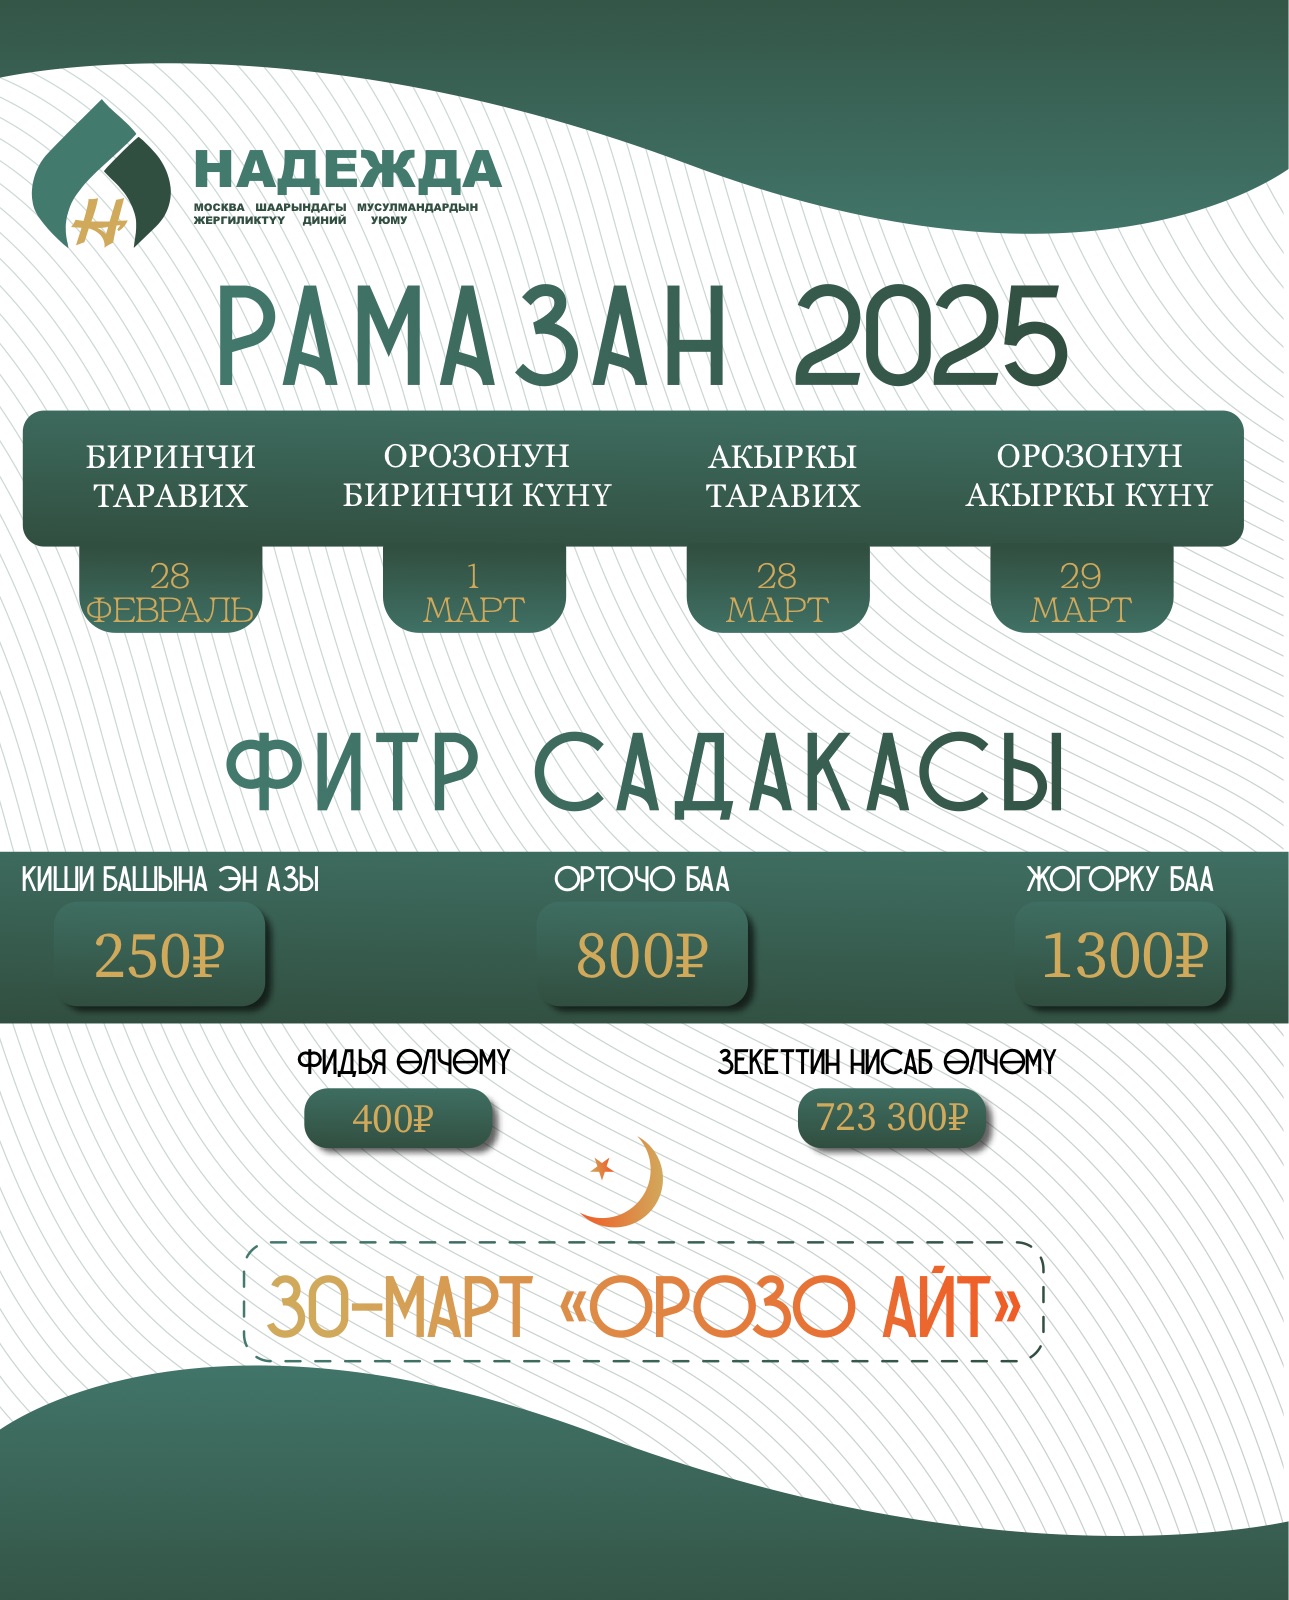 НАДЕЖДА
МОСКВА ШААРЫНДАГЫ МУСУЛМАНДАРДЫН
ЖЕРГИЛИКТҮҮ ДИНИЙ УЮМУ
РАМАЗАН 2025
БИРИНЧИ
ТАРАВИХ
28
ФЕВРАЛЬ
ОРОЗОНУН
БИРИНЧИ КҮНҮ
1
МАРТ
АКЫРКЫ
ТАРАВИХ
28
МАРТ
ОРОЗОНУН
АКЫРКЫ КҮНҮ
29
МАРТ
ФИТР САДАКАСЫ
КИШИ БАШЫНА ЭН АЗЫ
250₽
ОРТОЧО БАА
800₽
ЖОГОРКУ БАА
1300₽
ФИДЬЯ ӨЛЧӨМҮ
400₽
ЗЕКЕТТИН НИСАБ ӨЛЧӨМҮ
723 300₽
30-МАРТ «ОРОЗО АЙТ»